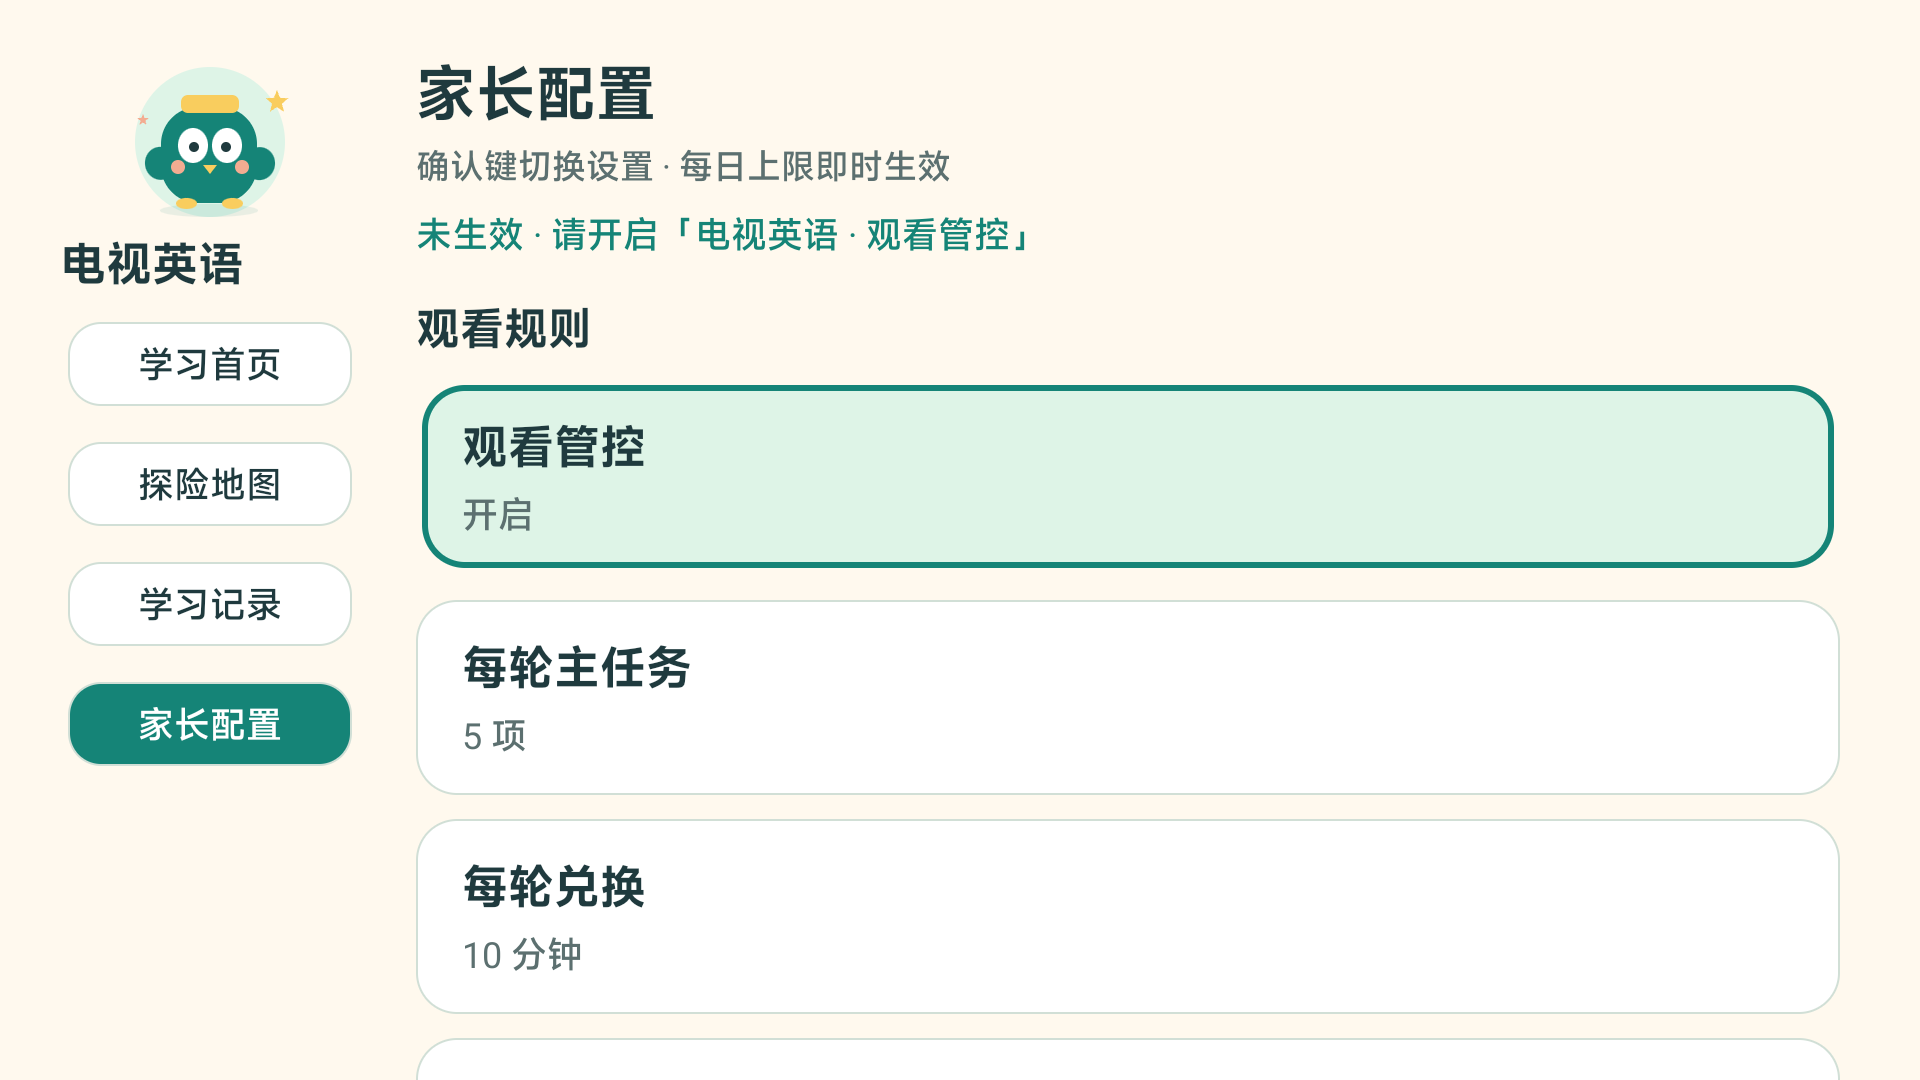 电视英语
学习首页
探险地图
学习记录
家长配置
家长配置
确认键切换设置 · 每日上限即时生效
未生效 · 请开启「电视英语 · 观看管控」
观看规则
观看管控
开启
每轮主任务
5 项
每轮兑换
10 分钟